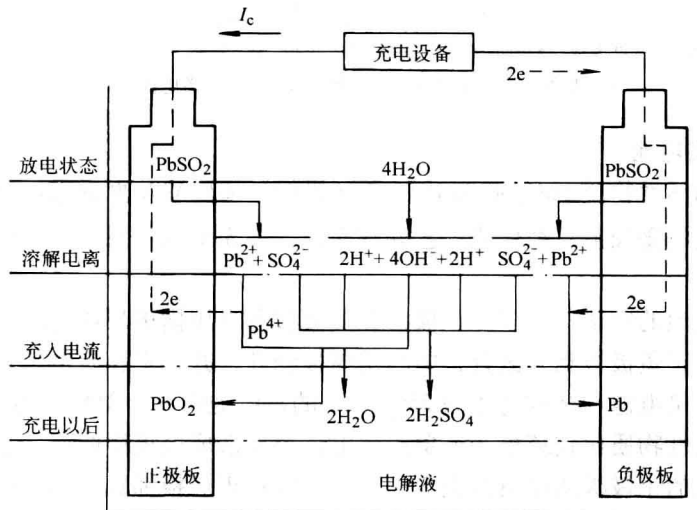 I_c
充电设备
2e
放电状态 PbSO₂ 4H₂O PbSO₂
溶解电离 Pb²⁺+SO₄²⁻ 2H⁺+4OH⁻+2H⁺ SO₄²⁻+Pb²⁺
2e Pb⁴⁺ 2e
充入电流
PbO₂ 2H₂O 2H₂SO₄ Pb
充电以后
正极板 电解液 负极板